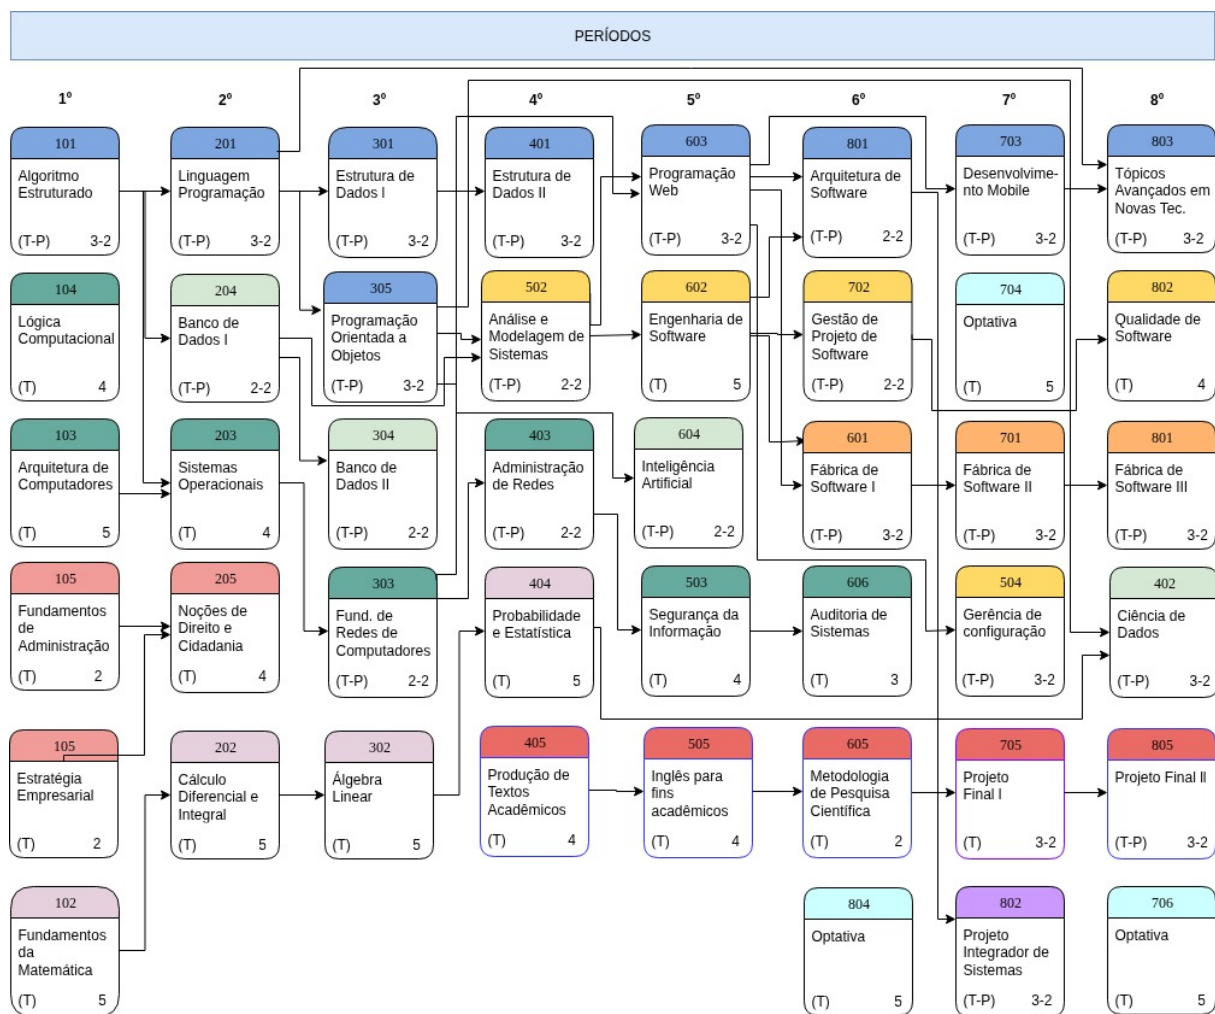 PERÍODOS
1º
2º
3º
4º
5º
6º
7º
8º
101
Algoritmo
Estruturado
(T-P) 3-2
201
Linguagem
Programação
(T-P) 3-2
301
Estrutura de
Dados I
(T-P) 3-2
401
Estrutura de
Dados II
(T-P) 3-2
603
Programação
Web
(T-P) 3-2
801
Arquitetura de
Software
(T-P) 2-2
703
Desenvolvime-
nto Mobile
(T-P) 3-2
803
Tópicos
Avançados em
Novas Tec.
(T-P) 3-2
104
Lógica
Computacional
(T) 4
204
Banco de
Dados I
(T-P) 2-2
305
Programação
Orientada a
Objetos
(T-P) 3-2
502
Análise e
Modelagem de
Sistemas
(T-P) 2-2
602
Engenharia de
Software
(T) 5
702
Gestão de
Projeto de
Software
(T-P) 2-2
704
Optativa
(T) 5
802
Qualidade de
Software
(T) 4
103
Arquitetura de
Computadores
(T) 5
203
Sistemas
Operacionais
(T) 4
304
Banco de
Dados II
(T-P) 2-2
403
Administração
de Redes
(T-P) 2-2
604
Inteligência
Artificial
(T-P) 2-2
601
Fábrica de
Software I
(T-P) 3-2
701
Fábrica de
Software II
(T-P) 3-2
801
Fábrica de
Software III
(T-P) 3-2
105
Fundamentos
de
Administração
(T) 2
205
Noções de
Direito e
Cidadania
(T) 4
303
Fund. de
Redes de
Computadores
(T-P) 2-2
404
Probabilidade
e Estatística
(T) 5
503
Segurança da
Informação
(T) 4
606
Auditoria de
Sistemas
(T) 3
504
Gerência de
configuração
(T-P) 3-2
402
Ciência de
Dados
(T-P) 3-2
105
Estratégia
Empresarial
(T) 2
202
Cálculo
Diferencial e
Integral
(T) 5
302
Álgebra
Linear
(T) 5
405
Produção de
Textos
Acadêmicos
(T) 4
505
Inglês para
fins
acadêmicos
(T) 4
605
Metodologia
de Pesquisa
Científica
(T) 2
705
Projeto
Final I
(T) 3-2
805
Projeto Final II
(T-P) 3-2
102
Fundamentos
da
Matemática
(T) 5
804
Optativa
(T) 5
802
Projeto
Integrador de
Sistemas
(T-P) 3-2
706
Optativa
(T) 5